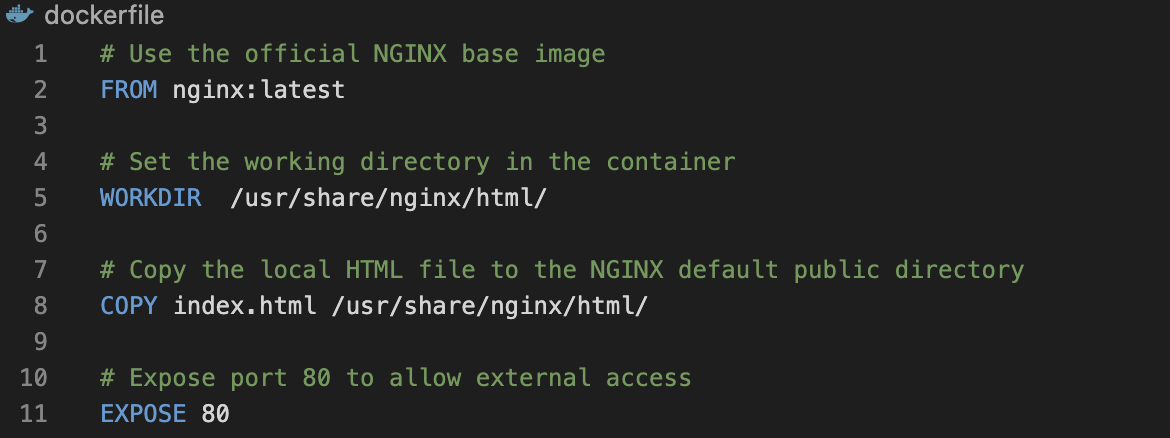 dockerfile
1 # Use the official NGINX base image
2 FROM nginx:latest
3
4 # Set the working directory in the container
5 WORKDIR  /usr/share/nginx/html/
6
7 # Copy the local HTML file to the NGINX default public directory
8 COPY index.html /usr/share/nginx/html/
9
10 # Expose port 80 to allow external access
11 EXPOSE 80